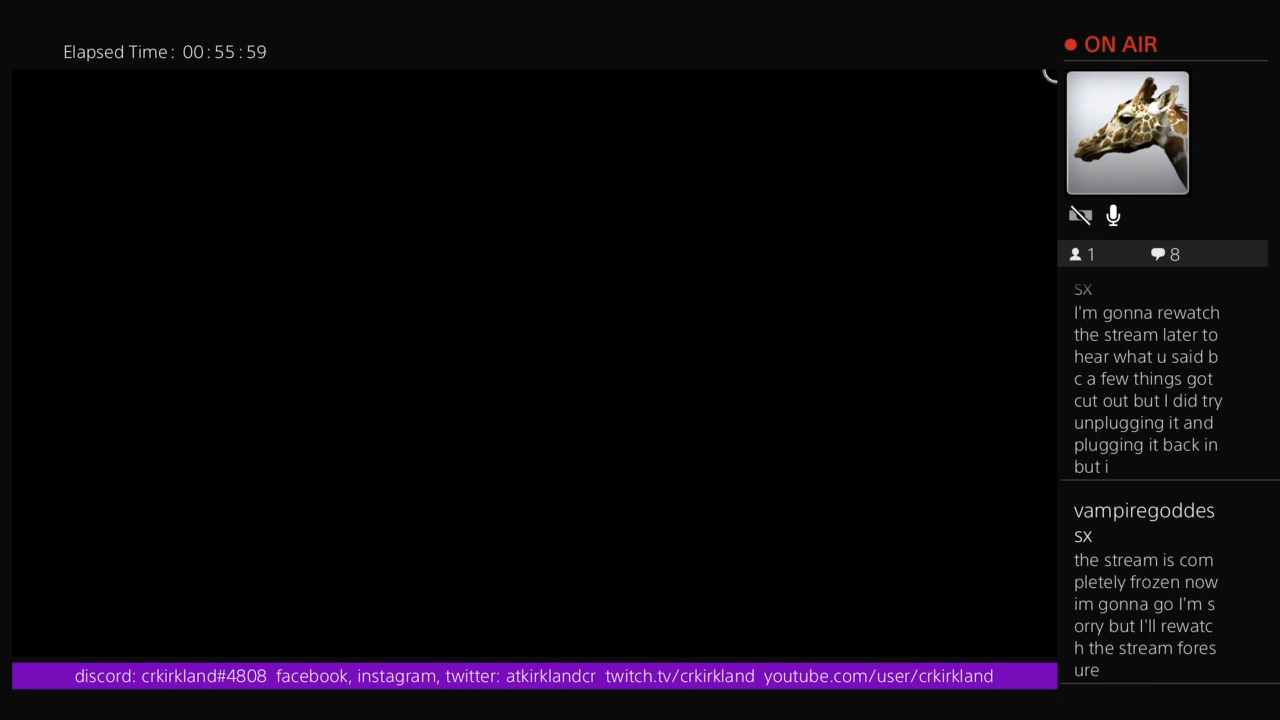 Elapsed Time: 00:55:59
ON AIR
1 8
sx
I'm gonna rewatch
the stream later to
hear what u said b
c a few things got
cut out but I did try
unplugging it and
plugging it back in
but i
vampiregoddes
sx
the stream is com
pletely frozen now
im gonna go I'm s
orry but I'll rewatc
h the stream fores
ure
discord: crkirkland#4808 facebook, instagram, twitter: atkirklandcr twitch.tv/crkirkland youtube.com/user/crkirkland